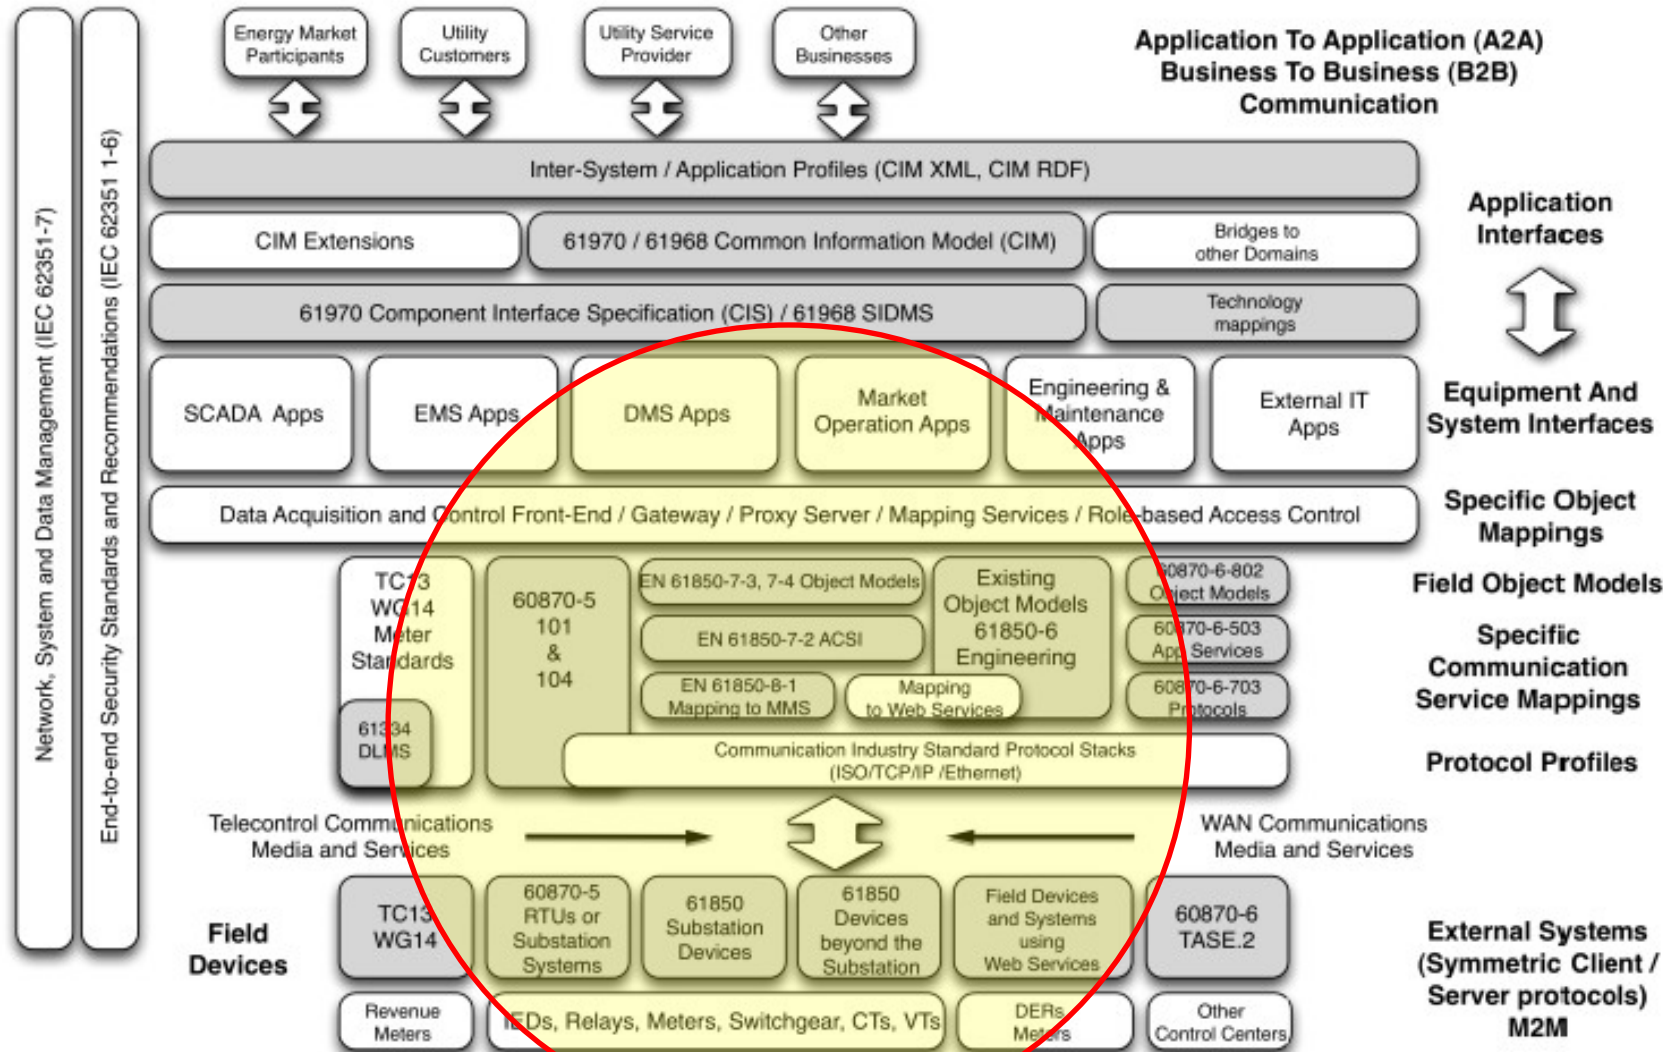 Energy Market
Participants
Utility
Customers
Utility Service
Provider
Other
Businesses
Application To Application (A2A)
Business To Business (B2B)
Communication
Network, System and Data Management (IEC 62351-7)
End-to-end Security Standards and Recommendations (IEC 62351 1-6)
Inter-System / Application Profiles (CIM XML, CIM RDF)
Application
Interfaces
CIM Extensions
61970 / 61968 Common Information Model (CIM)
Bridges to
other Domains
61970 Component Interface Specification (CIS) / 61968 SIDMS
Technology
mappings
SCADA Apps
EMS Apps
DMS Apps
Market
Operation Apps
Engineering &
Maintenance
Apps
External IT
Apps
Equipment And
System Interfaces
Data Acquisition and Control Front-End / Gateway / Proxy Server / Mapping Services / Role-based Access Control
Specific Object
Mappings
TC13
WG14
Meter
Standards
61334
DLMS
60870-5
101
&
104
EN 61850-7-3, 7-4 Object Models
EN 61850-7-2 ACSI
EN 61850-8-1
Mapping to MMS
Existing
Object Models
61850-6
Engineering
Mapping
to Web Services
60870-6-802
Object Models
60870-6-503
App Services
60870-6-703
Protocols
Field Object Models
Specific
Communication
Service Mappings
Communication Industry Standard Protocol Stacks
(ISO/TCP/IP /Ethernet)
Protocol Profiles
Telecontrol Communications
Media and Services
WAN Communications
Media and Services
Field
Devices
TC13
WG14
60870-5
RTUs or
Substation
Systems
61850
Substation
Devices
61850
Devices
beyond the
Substation
Field Devices
and Systems
using
Web Services
60870-6
TASE.2
External Systems
(Symmetric Client /
Server protocols)
M2M
Revenue
Meters
IEDs, Relays, Meters, Switchgear, CTs, VTs
DERs,
Meters
Other
Control Centers